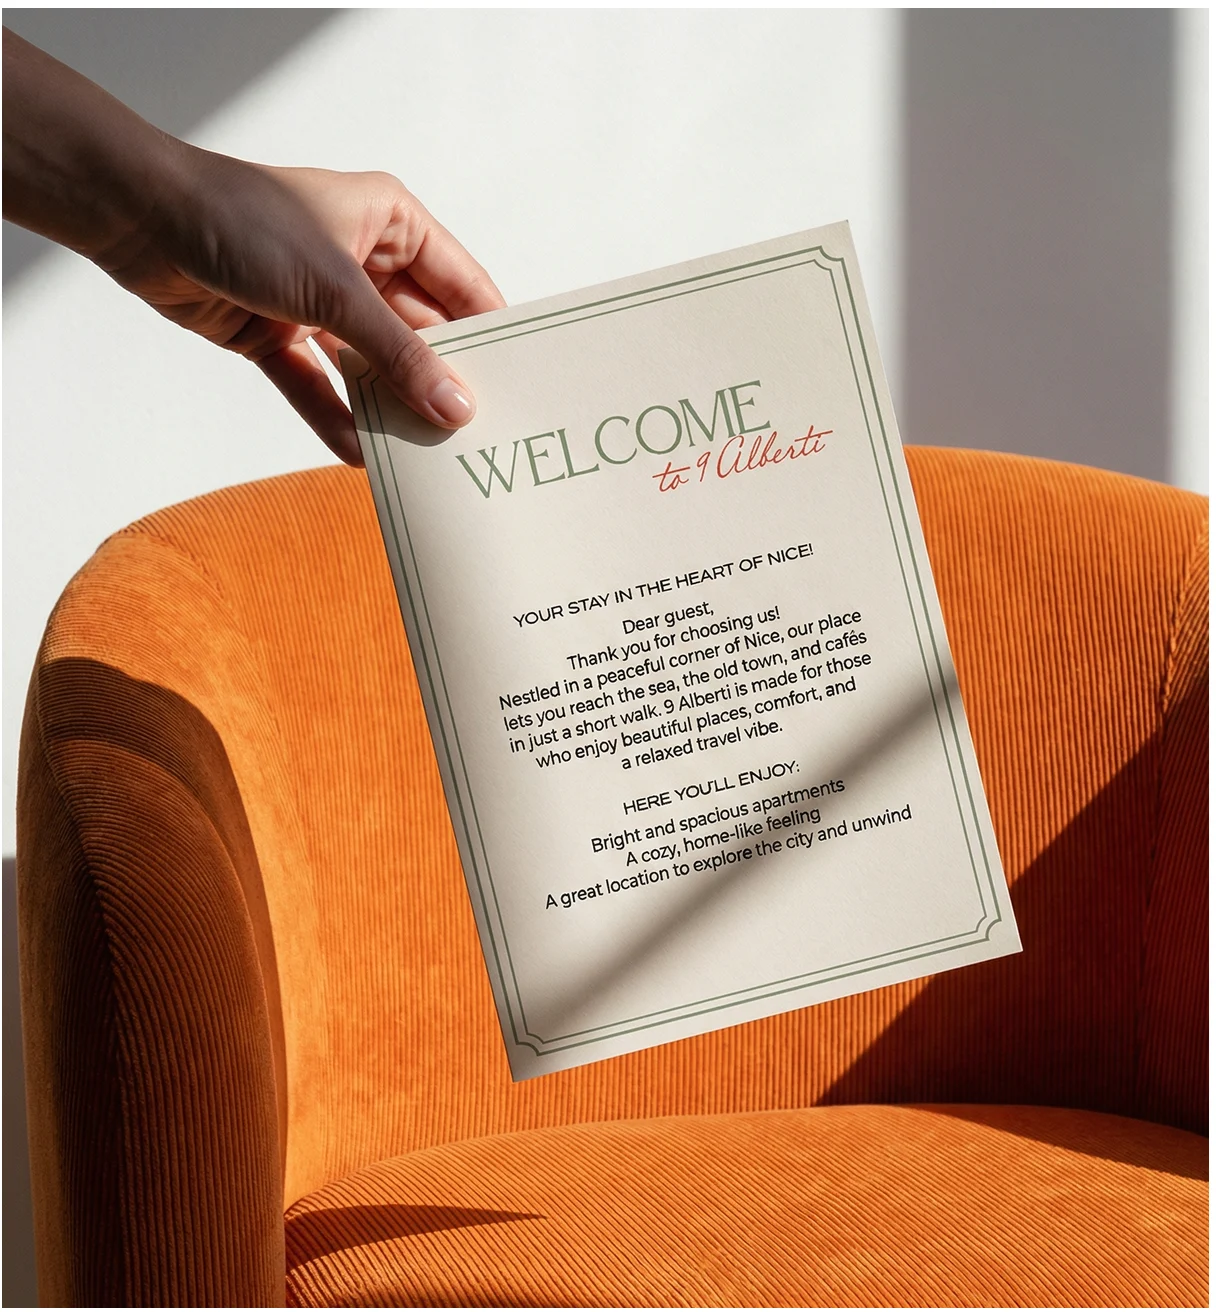 WELCOME
to 9 Alberti
YOUR STAY IN THE HEART OF NICE!
Dear guest,
Thank you for choosing us!
Nestled in a peaceful corner of Nice, our place
lets you reach the sea, the old town, and cafés
in just a short walk. 9 Alberti is made for those
who enjoy beautiful places, comfort, and
a relaxed travel vibe.
HERE YOU'LL ENJOY:
Bright and spacious apartments
A cozy, home-like feeling
A great location to explore the city and unwind